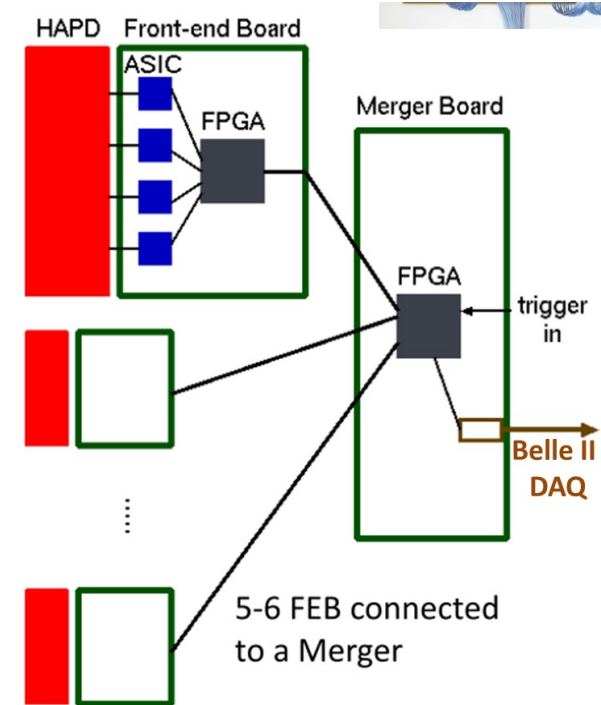 HAPD
Front-end Board
ASIC
FPGA
Merger Board
FPGA
trigger
in
Belle II
DAQ
5-6 FEB connected
to a Merger